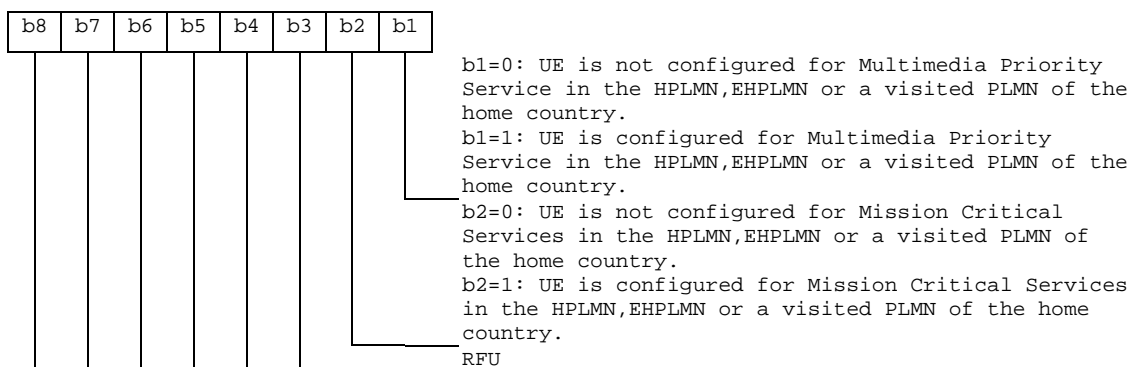 b8 b7 b6 b5 b4 b3 b2 b1
b1=0: UE is not configured for Multimedia Priority
Service in the HPLMN,EHPLMN or a visited PLMN of the
home country.
b1=1: UE is configured for Multimedia Priority
Service in the HPLMN,EHPLMN or a visited PLMN of the
home country.
b2=0: UE is not configured for Mission Critical
Services in the HPLMN,EHPLMN or a visited PLMN of
the home country.
b2=1: UE is configured for Mission Critical Services
in the HPLMN,EHPLMN or a visited PLMN of the home
country.
RFU